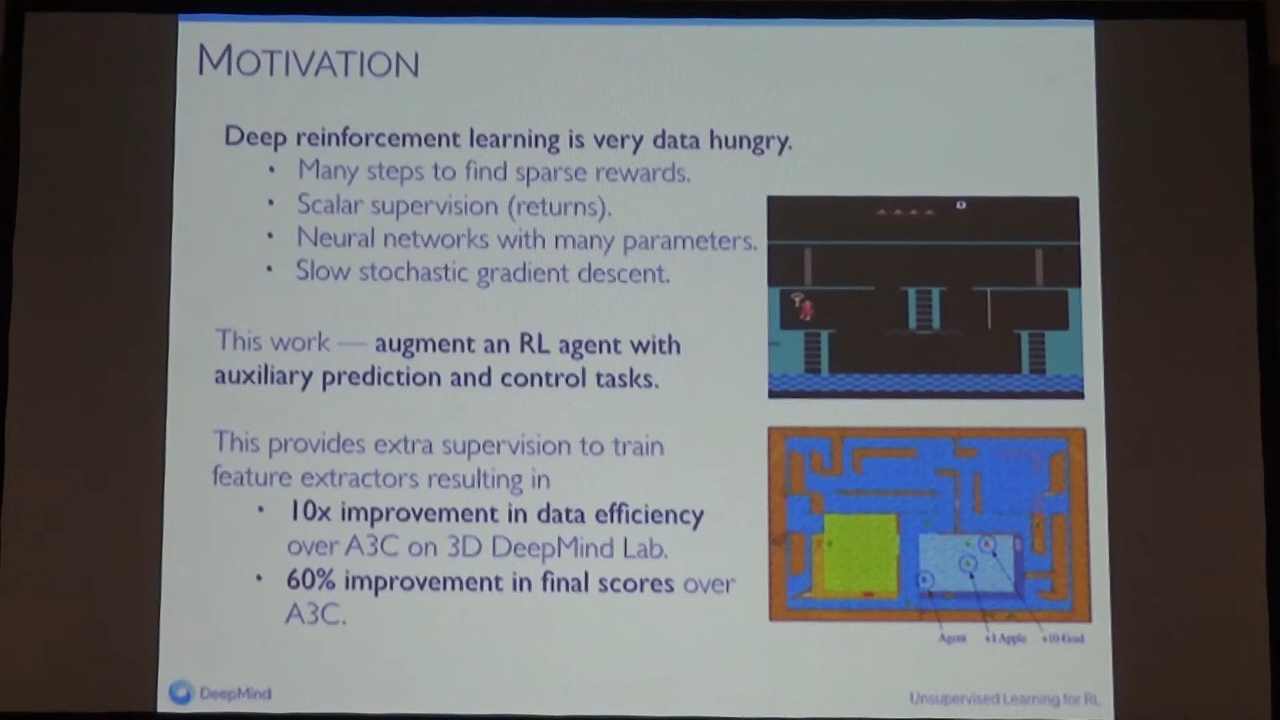 MOTIVATION
Deep reinforcement learning is very data hungry.
• Many steps to find sparse rewards.
• Scalar supervision (returns).
• Neural networks with many parameters.
• Slow stochastic gradient descent.
This work — augment an RL agent with
auxiliary prediction and control tasks.
This provides extra supervision to train
feature extractors resulting in
• 10x improvement in data efficiency
over A3C on 3D DeepMind Lab.
• 60% improvement in final scores over
A3C.
0
Agent +1 Apple +10 Goal
DeepMind
Unsupervised Learning for RL